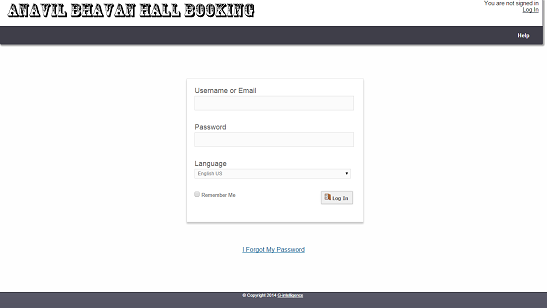 ANAVIL BHAVAN HALL BOOKING
You are not signed in
Log In
Help
Username or Email
Password
Language
English US
Remember Me
Log In
I Forgot My Password
© Copyright 2014 G-intelligence